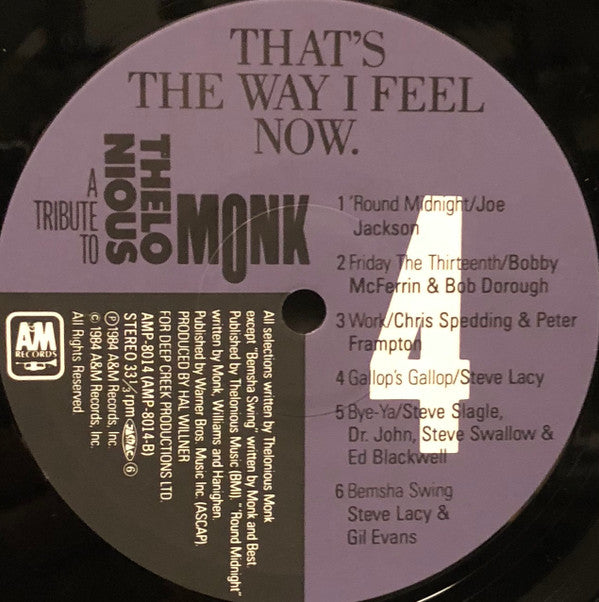 THAT'S
THE WAY I FEEL
NOW.
A
TRIBUTE
TO
THELO
NIOUS
MONK
1 'Round Midnight/Joe
Jackson
2 Friday The Thirteenth/Bobby
McFerrin & Bob Dorough
3 Work/Chris Spedding & Peter
Frampton
4 Gallop's Gallop/Steve Lacy
5 Bye-Ya/Steve Slagle,
Dr. John, Steve Swallow &
Ed Blackwell
6 Bemsha Swing
Steve Lacy &
Gil Evans
4
All selections written by Thelonious Monk
except "Bemsha Swing", written by Monk and Best.
Published by Thelonious Music (BMI). "'Round Midnight"
written by Monk, Williams and Hanighen.
Published by Warner Bros. Music Inc. (ASCAP).
PRODUCED BY HAL WILLNER
FOR DEEP CREEK PRODUCTIONS LTD.
AMP-8014 (AMP-8014-B)
STEREO 33⅓rpm 6
℗1984 A&M Records, Inc.
©1984 A&M Records, Inc.
All Rights Reserved.
A&M
RECORDS